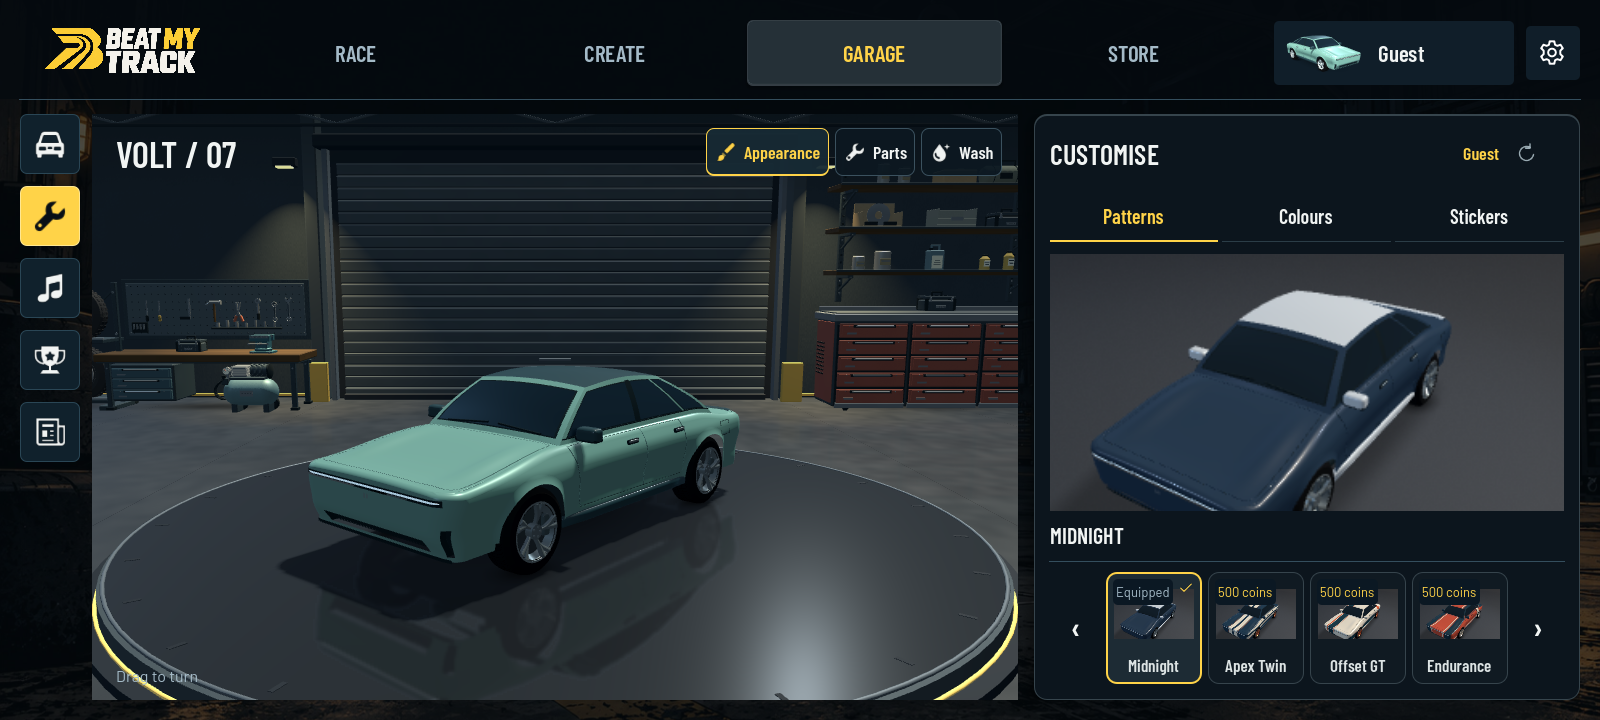 BEAT MY
TRACK
RACE
CREATE
GARAGE
STORE
Guest
VOLT / 07
Appearance
Parts
Wash
Drag to turn
CUSTOMISE
Guest
Patterns
Colours
Stickers
MIDNIGHT
Equipped
500 coins
500 coins
500 coins
Midnight
Apex Twin
Offset GT
Endurance